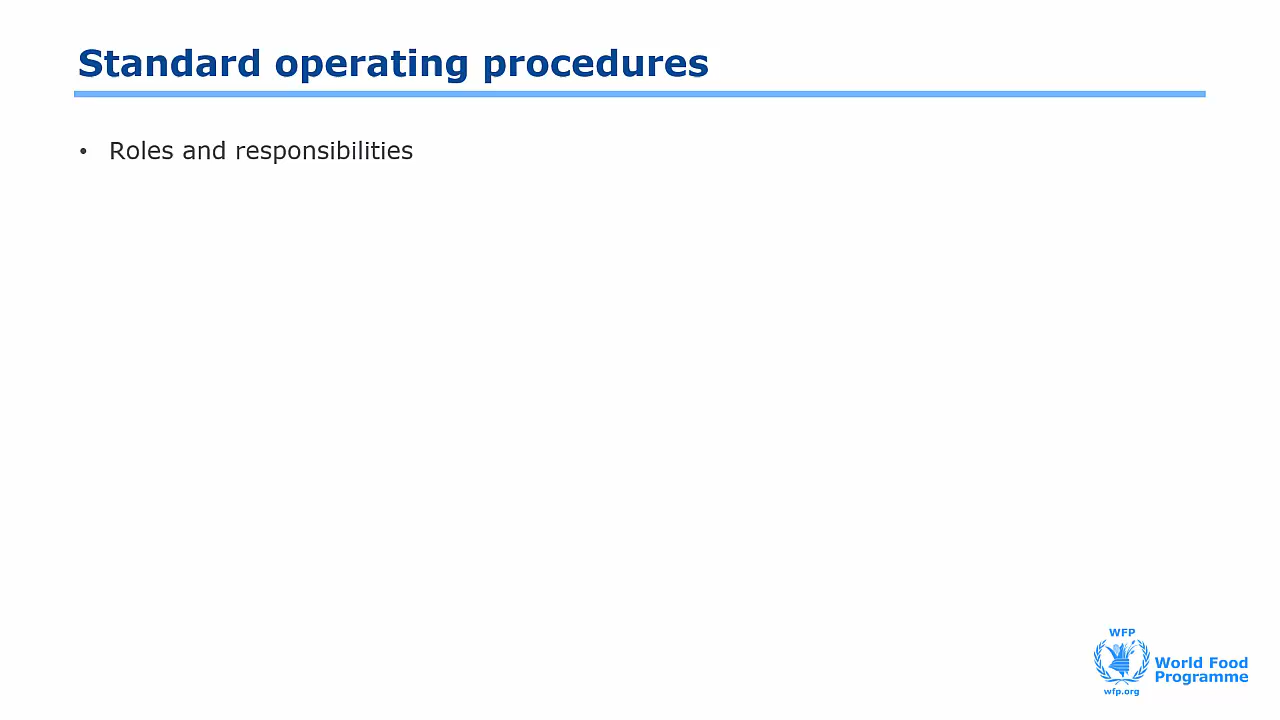 Standard operating procedures
• Roles and responsibilities
WFP
World Food
Programme
wfp.org